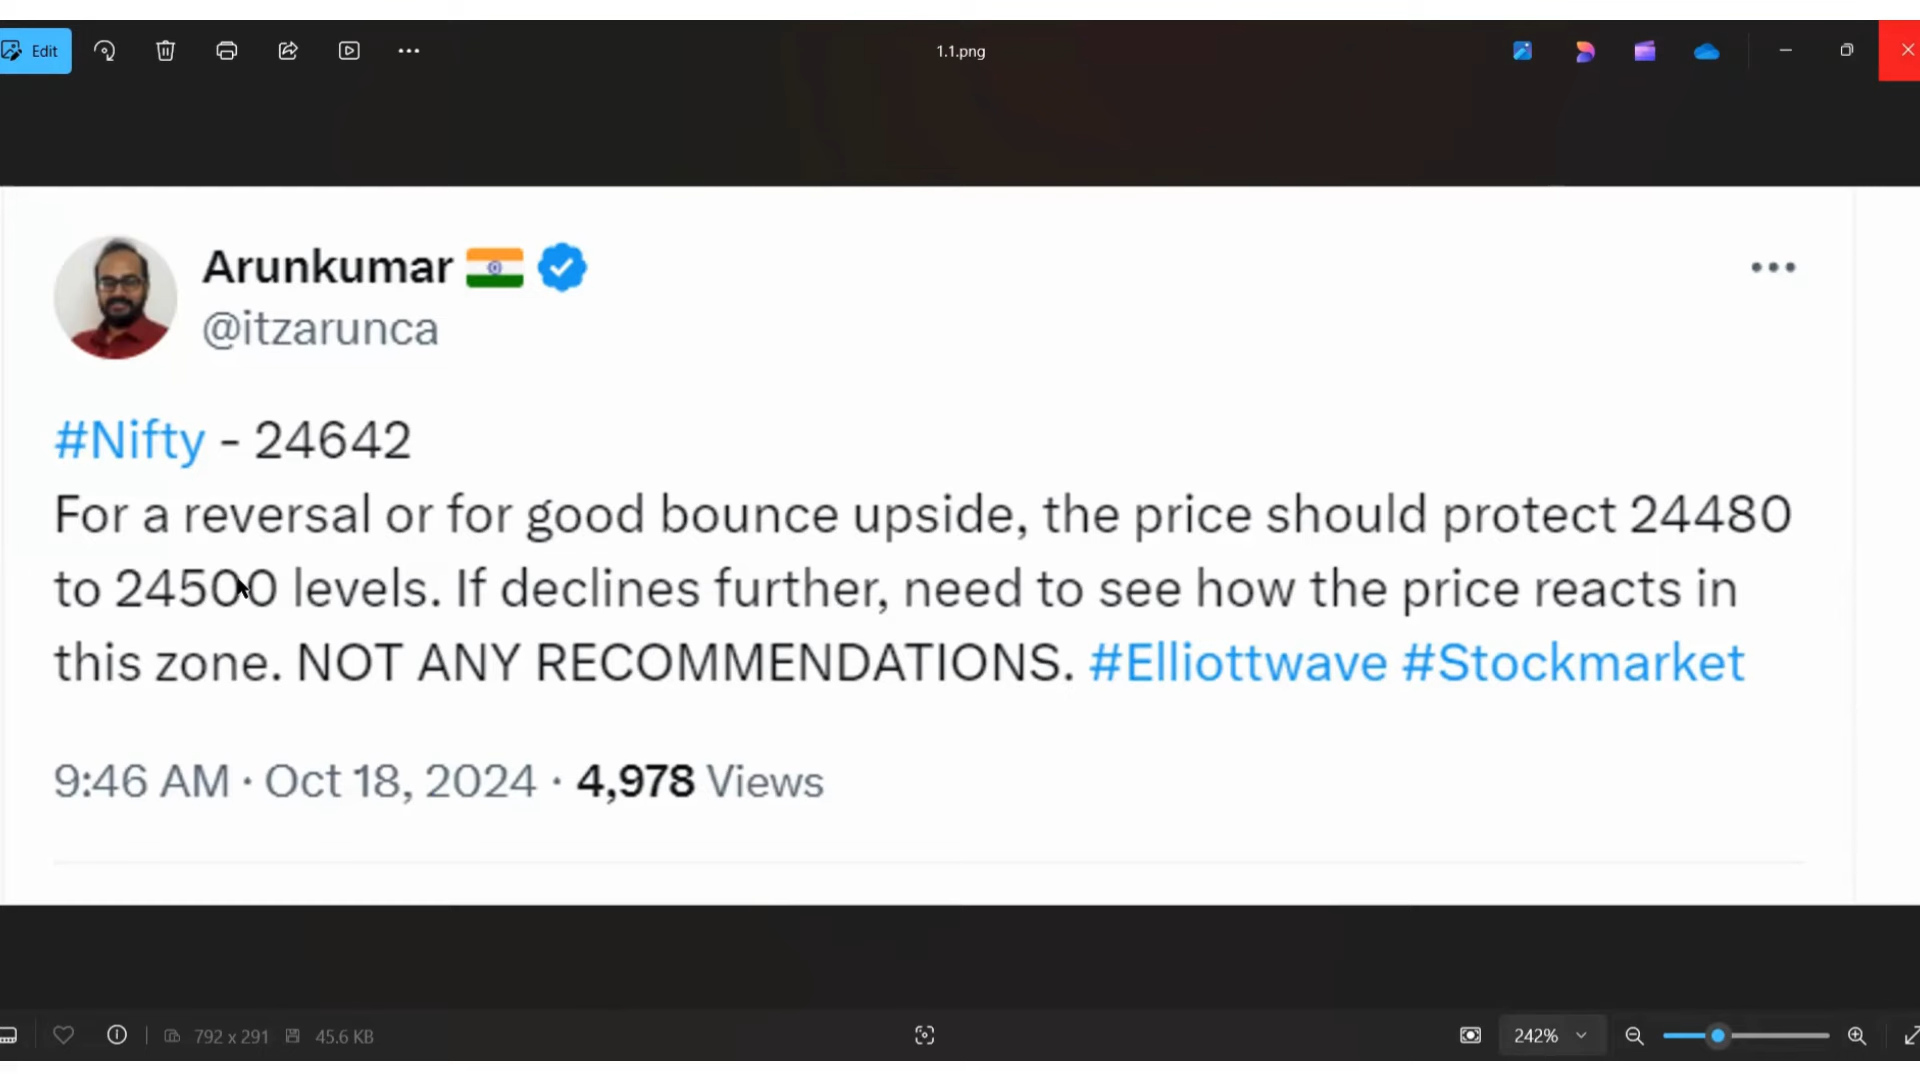 Edit
1.1.png
Arunkumar
@itzarunca
#Nifty - 24642
For a reversal or for good bounce upside, the price should protect 24480
to 24500 levels. If declines further, need to see how the price reacts in
this zone. NOT ANY RECOMMENDATIONS. #Elliottwave #Stockmarket
9:46 AM · Oct 18, 2024 · 4,978 Views
792 x 291 45.6 KB 242%